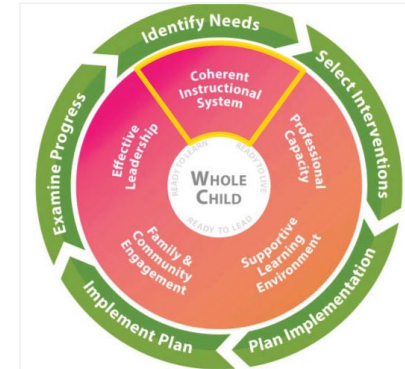 Identify Needs
Select Interventions
Plan Implementation
Implement Plan
Examine Progress
Coherent
Instructional
System
Professional
Capacity
Supportive
Learning
Environment
Family &
Community
Engagement
Effective
Leadership
READY TO LEARN
READY TO LIVE
READY TO LEAD
WHOLE
CHILD